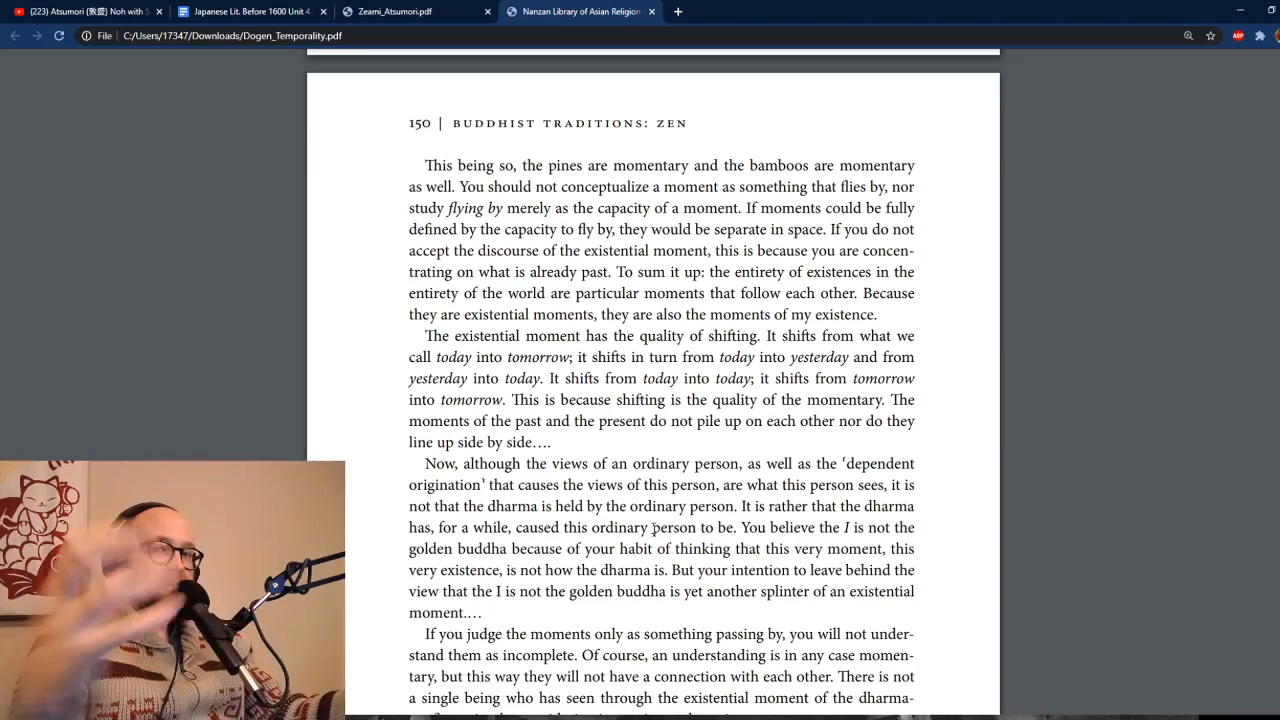 (223) Atsumori (敦盛) Noh with S
Japanese Lit. Before 1600 Unit 4
Zeami_Atsumori.pdf
Nanzan Library of Asian Religion
File
C:/Users/17347/Downloads/Dogen_Temporality.pdf
ABP
150 | BUDDHIST TRADITIONS: ZEN
This being so, the pines are momentary and the bamboos are momentary
as well. You should not conceptualize a moment as something that flies by, nor
study flying by merely as the capacity of a moment. If moments could be fully
defined by the capacity to fly by, they would be separate in space. If you do not
accept the discourse of the existential moment, this is because you are concen-
trating on what is already past. To sum it up: the entirety of existences in the
entirety of the world are particular moments that follow each other. Because
they are existential moments, they are also the moments of my existence.
The existential moment has the quality of shifting. It shifts from what we
call today into tomorrow; it shifts in turn from today into yesterday and from
yesterday into today. It shifts from today into today; it shifts from tomorrow
into tomorrow. This is because shifting is the quality of the momentary. The
moments of the past and the present do not pile up on each other nor do they
line up side by side….
Now, although the views of an ordinary person, as well as the ⌜dependent
origination⌝ that causes the views of this person, are what this person sees, it is
not that the dharma is held by the ordinary person. It is rather that the dharma
has, for a while, caused this ordinary person to be. You believe the I is not the
golden buddha because of your habit of thinking that this very moment, this
very existence, is not how the dharma is. But your intention to leave behind the
view that the I is not the golden buddha is yet another splinter of an existential
moment.…
If you judge the moments only as something passing by, you will not under-
stand them as incomplete. Of course, an understanding is in any case momen-
tary, but this way they will not have a connection with each other. There is not
a single being who has seen through the existential moment of the dharma-